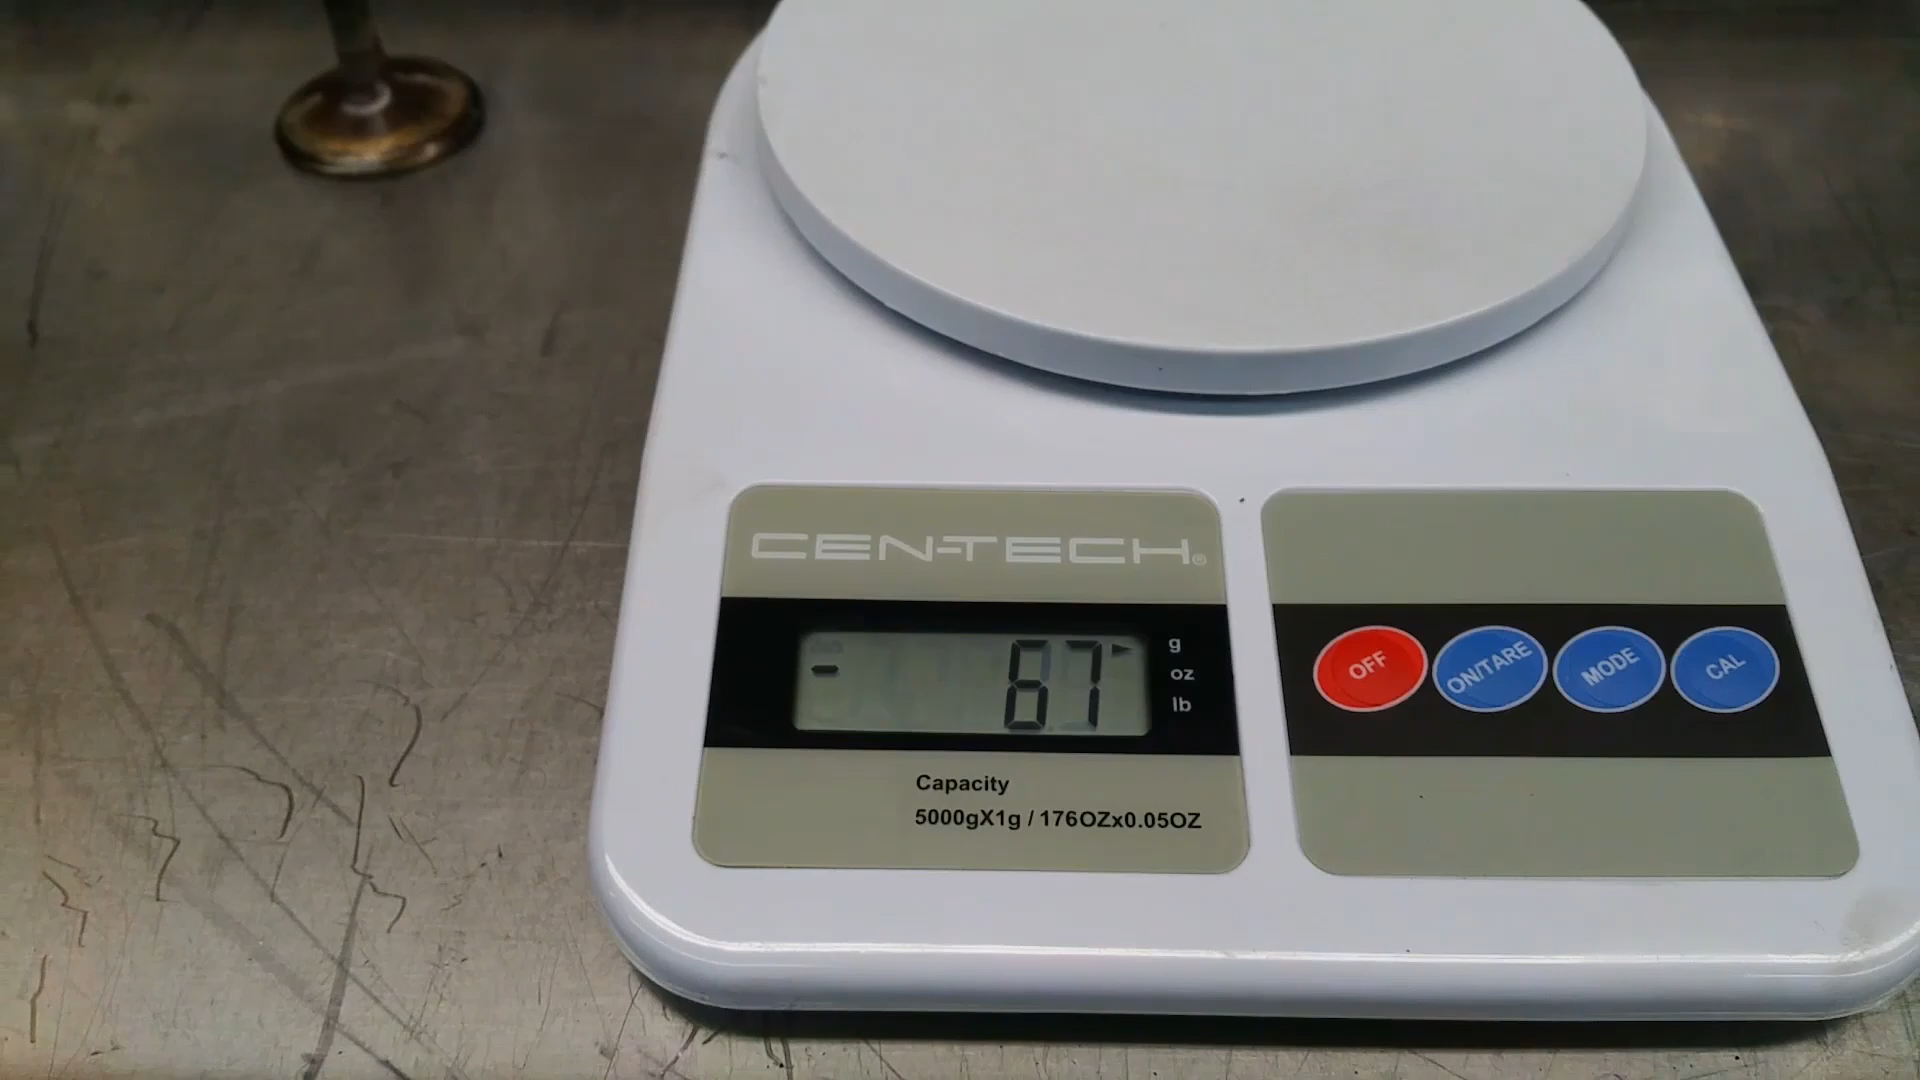 CEN-TECH®
- 87
g
oz
lb
Capacity
5000gX1g / 176OZx0.05OZ
OFF
ON/TARE
MODE
CAL